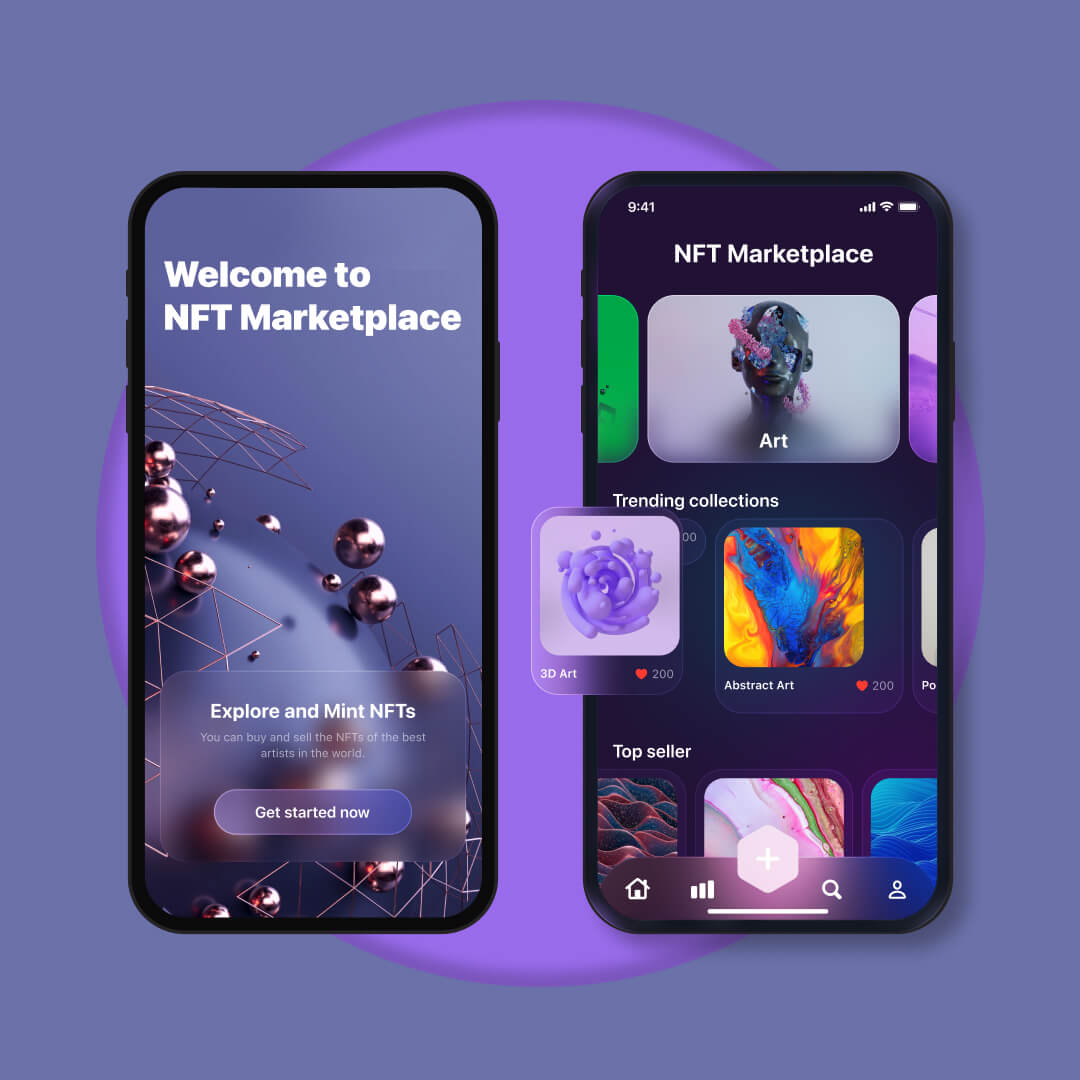 Welcome to
NFT Marketplace
Explore and Mint NFTs
You can buy and sell the NFTs of the best
artists in the world.
Get started now
9:41
NFT Marketplace
Art
Trending collections
00
3D Art
200
Abstract Art
200
Po
Top seller